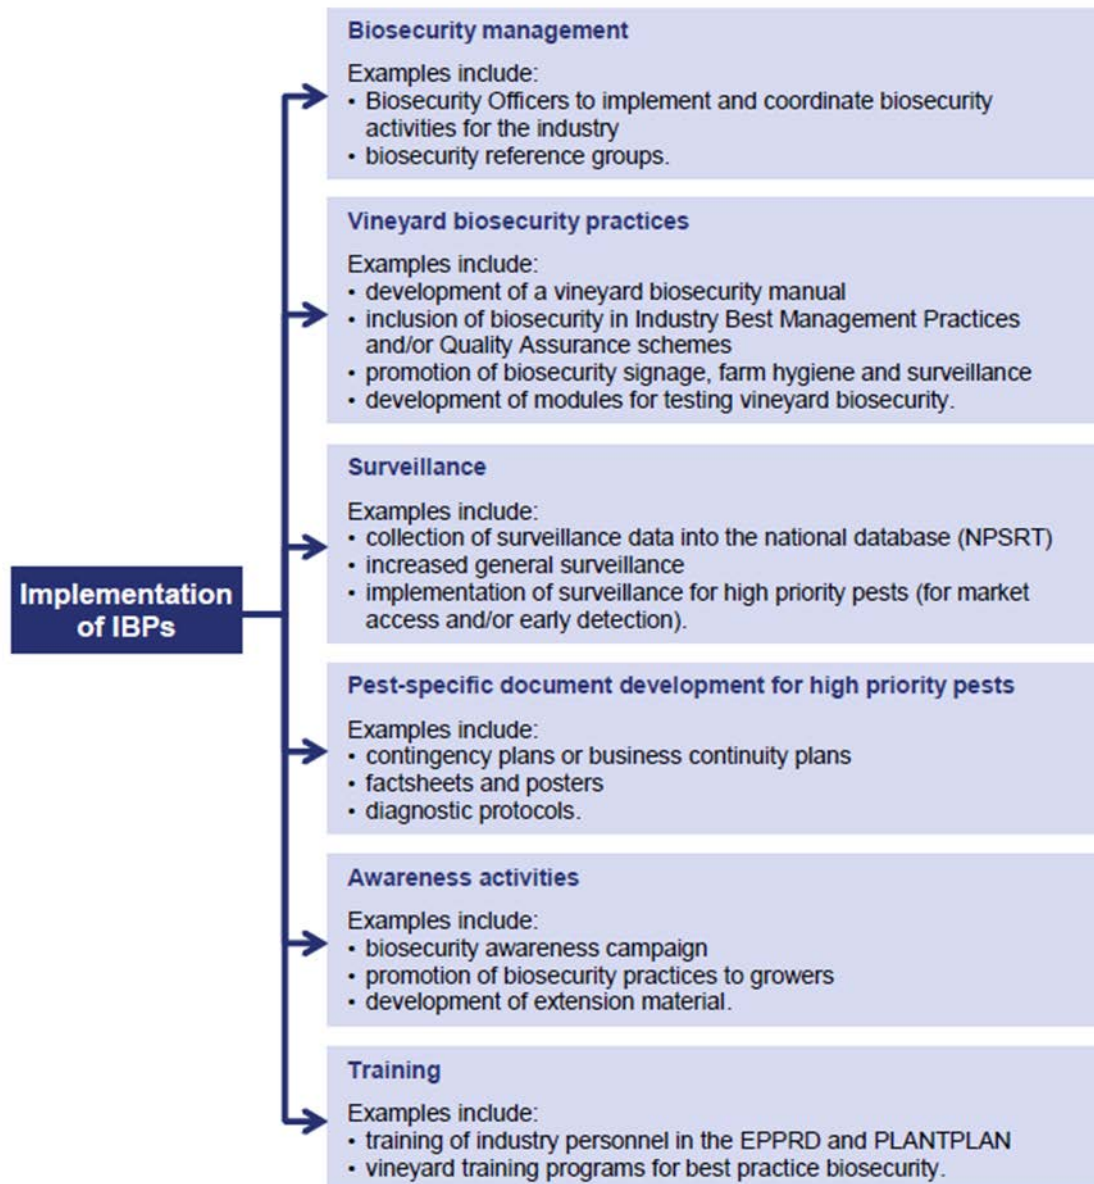 Biosecurity management
Examples include:
• Biosecurity Officers to implement and coordinate biosecurity
activities for the industry
• biosecurity reference groups.
Vineyard biosecurity practices
Examples include:
• development of a vineyard biosecurity manual
• inclusion of biosecurity in Industry Best Management Practices
and/or Quality Assurance schemes
• promotion of biosecurity signage, farm hygiene and surveillance
• development of modules for testing vineyard biosecurity.
Surveillance
Examples include:
• collection of surveillance data into the national database (NPSRT)
• increased general surveillance
• implementation of surveillance for high priority pests (for market
access and/or early detection).
Implementation
of IBPs
Pest-specific document development for high priority pests
Examples include:
• contingency plans or business continuity plans
• factsheets and posters
• diagnostic protocols.
Awareness activities
Examples include:
• biosecurity awareness campaign
• promotion of biosecurity practices to growers
• development of extension material.
Training
Examples include:
• training of industry personnel in the EPPRD and PLANTPLAN
• vineyard training programs for best practice biosecurity.